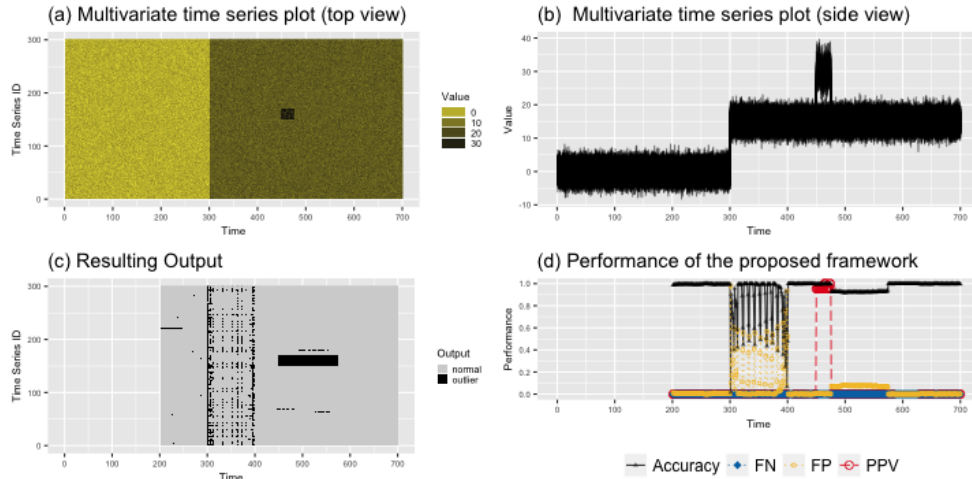 (a) Multivariate time series plot (top view)
300
200
100
0
Time Series ID
0 100 200 300 400 500 600 700
Time
Value
0
10
20
30
(b) Multivariate time series plot (side view)
40
30
20
10
0
-10
Value
0 100 200 300 400 500 600 700
Time
(c) Resulting Output
300
200
100
0
Time Series ID
0 100 200 300 400 500 600 700
Time
Output
normal
outlier
(d) Performance of the proposed framework
1.0
0.8
0.6
0.4
0.2
0.0
Performance
0 100 200 300 400 500 600 700
Time
Accuracy FN FP PPV